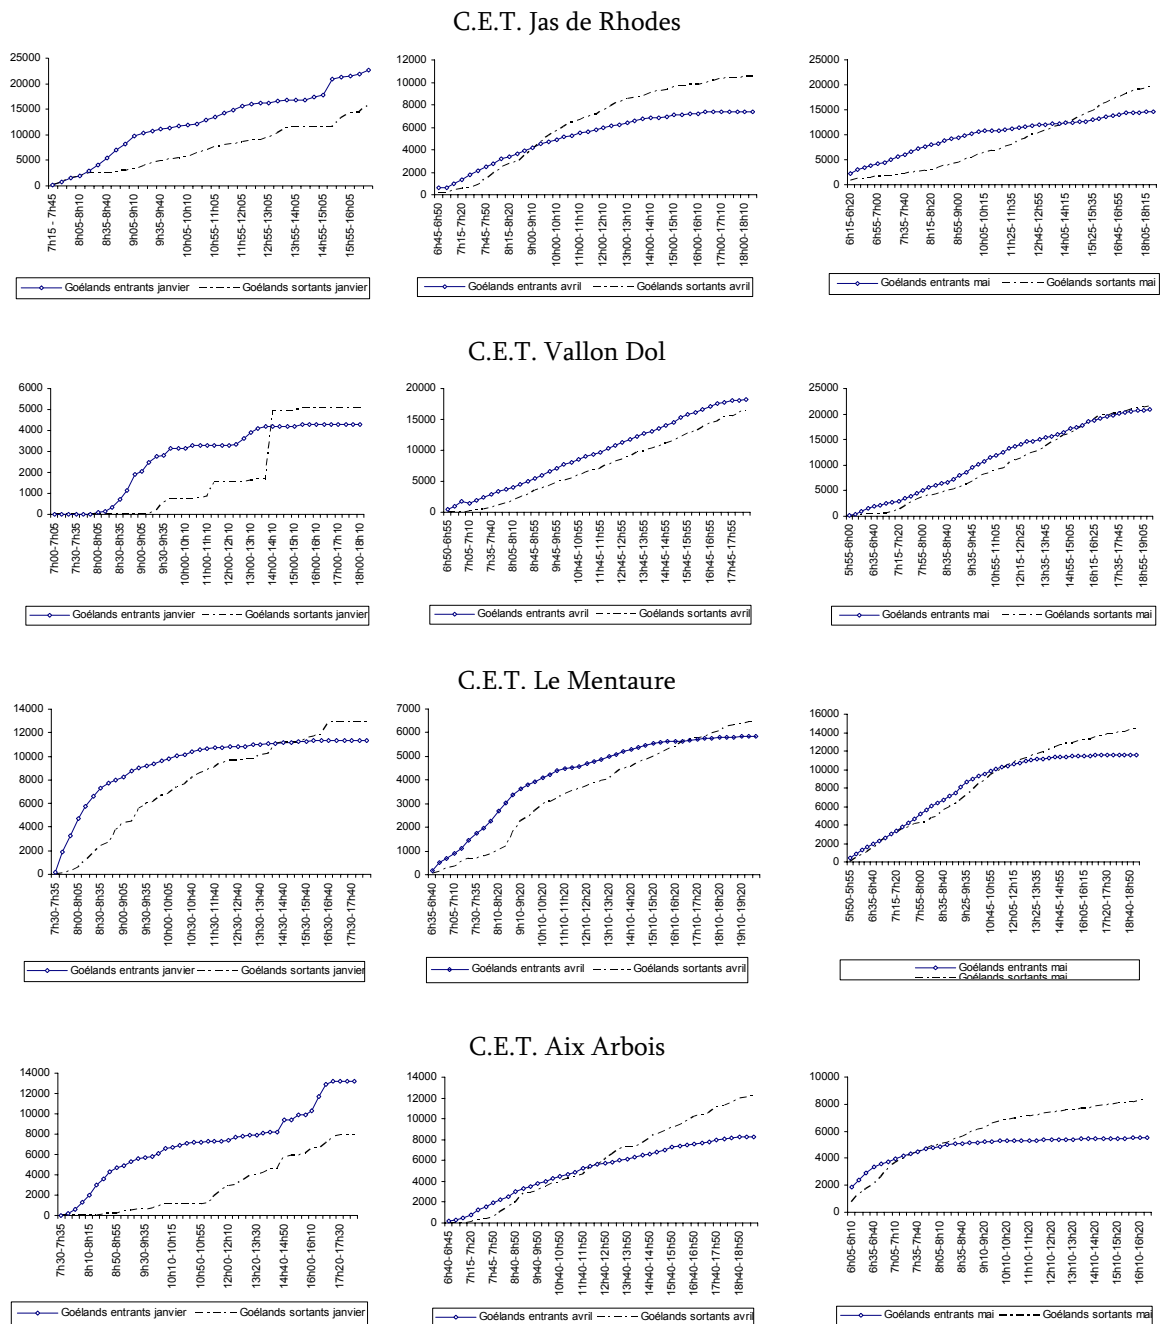 C.E.T. Jas de Rhodes
25000
20000
15000
10000
5000
0
7h15 - 7h45
8h05-8h10
8h35-8h40
9h05-9h10
9h35-9h40
10h05-10h10
10h55-11h05
11h55-12h05
12h55-13h05
13h55-14h05
14h55-15h05
15h55-16h05
Goélands entrants janvier
Goélands sortants janvier
12000
10000
8000
6000
4000
2000
0
6h45-6h50
7h15-7h20
7h45-7h50
8h15-8h20
9h00-9h10
10h00-10h10
11h00-11h10
12h00-12h10
13h00-13h10
14h00-14h10
15h00-15h10
16h00-16h10
17h00-17h10
18h00-18h10
Goélands entrants avril
Goélands sortants avril
25000
20000
15000
10000
5000
0
6h15-6h20
6h55-7h00
7h35-7h40
8h15-8h20
8h55-9h00
10h05-10h15
11h25-11h35
12h45-12h55
14h05-14h15
15h25-15h35
16h45-16h55
18h05-18h15
Goélands entrants mai
Goélands sortants mai
C.E.T. Vallon Dol
6000
5000
4000
3000
2000
1000
0
7h00-7h05
7h30-7h35
8h00-8h05
8h30-8h35
9h00-9h05
9h30-9h35
10h00-10h10
11h00-11h10
12h00-12h10
13h00-13h10
14h00-14h10
15h00-15h10
16h00-16h10
17h00-17h10
18h00-18h10
Goélands entrants janvier
Goélands sortants janvier
20000
15000
10000
5000
0
6h50-6h55
7h05-7h10
7h35-7h40
8h05-8h10
8h45-8h55
9h45-9h55
10h45-10h55
11h45-11h55
12h45-12h55
13h45-13h55
14h45-14h55
15h45-15h55
16h45-16h55
17h45-17h55
Goélands entrants avril
Goélands sortants avril
25000
20000
15000
10000
5000
0
5h55-6h00
6h35-6h40
7h15-7h20
7h55-8h00
8h35-8h40
9h35-9h45
10h55-11h05
12h15-12h25
13h35-13h45
14h55-15h05
16h15-16h25
17h35-17h45
18h55-19h05
Goélands entrants mai
Goélands sortants mai
C.E.T. Le Mentaure
14000
12000
10000
8000
6000
4000
2000
0
7h30-7h35
8h00-8h05
8h30-8h35
9h00-9h05
9h30-9h35
10h00-10h05
10h30-10h40
11h30-11h40
12h30-12h40
13h30-13h40
14h30-14h40
15h30-15h40
16h30-16h40
17h30-17h40
Goélands entrants janvier
Goélands sortants janvier
7000
6000
5000
4000
3000
2000
1000
0
6h35-6h40
7h05-7h10
7h30-7h35
8h10-8h20
9h10-9h20
10h10-10h20
11h10-11h20
12h10-12h20
13h10-13h20
14h10-14h20
15h10-15h20
16h10-16h20
17h10-17h20
18h10-18h20
19h10-19h20
Goélands entrants avril
Goélands sortants avril
16000
14000
12000
10000
8000
6000
4000
2000
0
5h50-5h55
6h35-6h40
7h15-7h20
7h55-8h00
8h35-8h40
9h25-9h35
10h45-10h55
12h05-12h15
13h25-13h35
14h45-14h55
16h05-16h15
17h20-17h30
18h40-18h50
Goélands entrants mai
Goélands sortants mai
C.E.T. Aix Arbois
14000
12000
10000
8000
6000
4000
2000
0
7h30-7h35
8h10-8h15
8h50-8h55
9h30-9h35
10h10-10h15
10h50-10h55
12h00-12h10
13h20-13h30
14h40-14h50
16h00-16h10
17h20-17h30
Goélands entrants janvier
Goélands sortants janvier
14000
12000
10000
8000
6000
4000
2000
0
6h40-6h45
7h15-7h20
7h45-7h50
8h40-8h50
9h40-9h50
10h40-10h50
11h40-11h50
12h40-12h50
13h40-13h50
14h40-14h50
15h40-15h50
16h40-16h50
17h40-17h50
18h40-18h50
Goélands entrants avril
Goélands sortants avril
10000
8000
6000
4000
2000
0
6h05-6h10
6h35-6h40
7h05-7h10
7h35-7h40
8h05-8h10
8h35-8h40
9h10-9h20
10h10-10h20
11h10-11h20
12h10-12h20
13h10-13h20
14h10-14h20
15h10-15h20
16h10-16h20
Goélands entrants mai
Goélands sortants mai